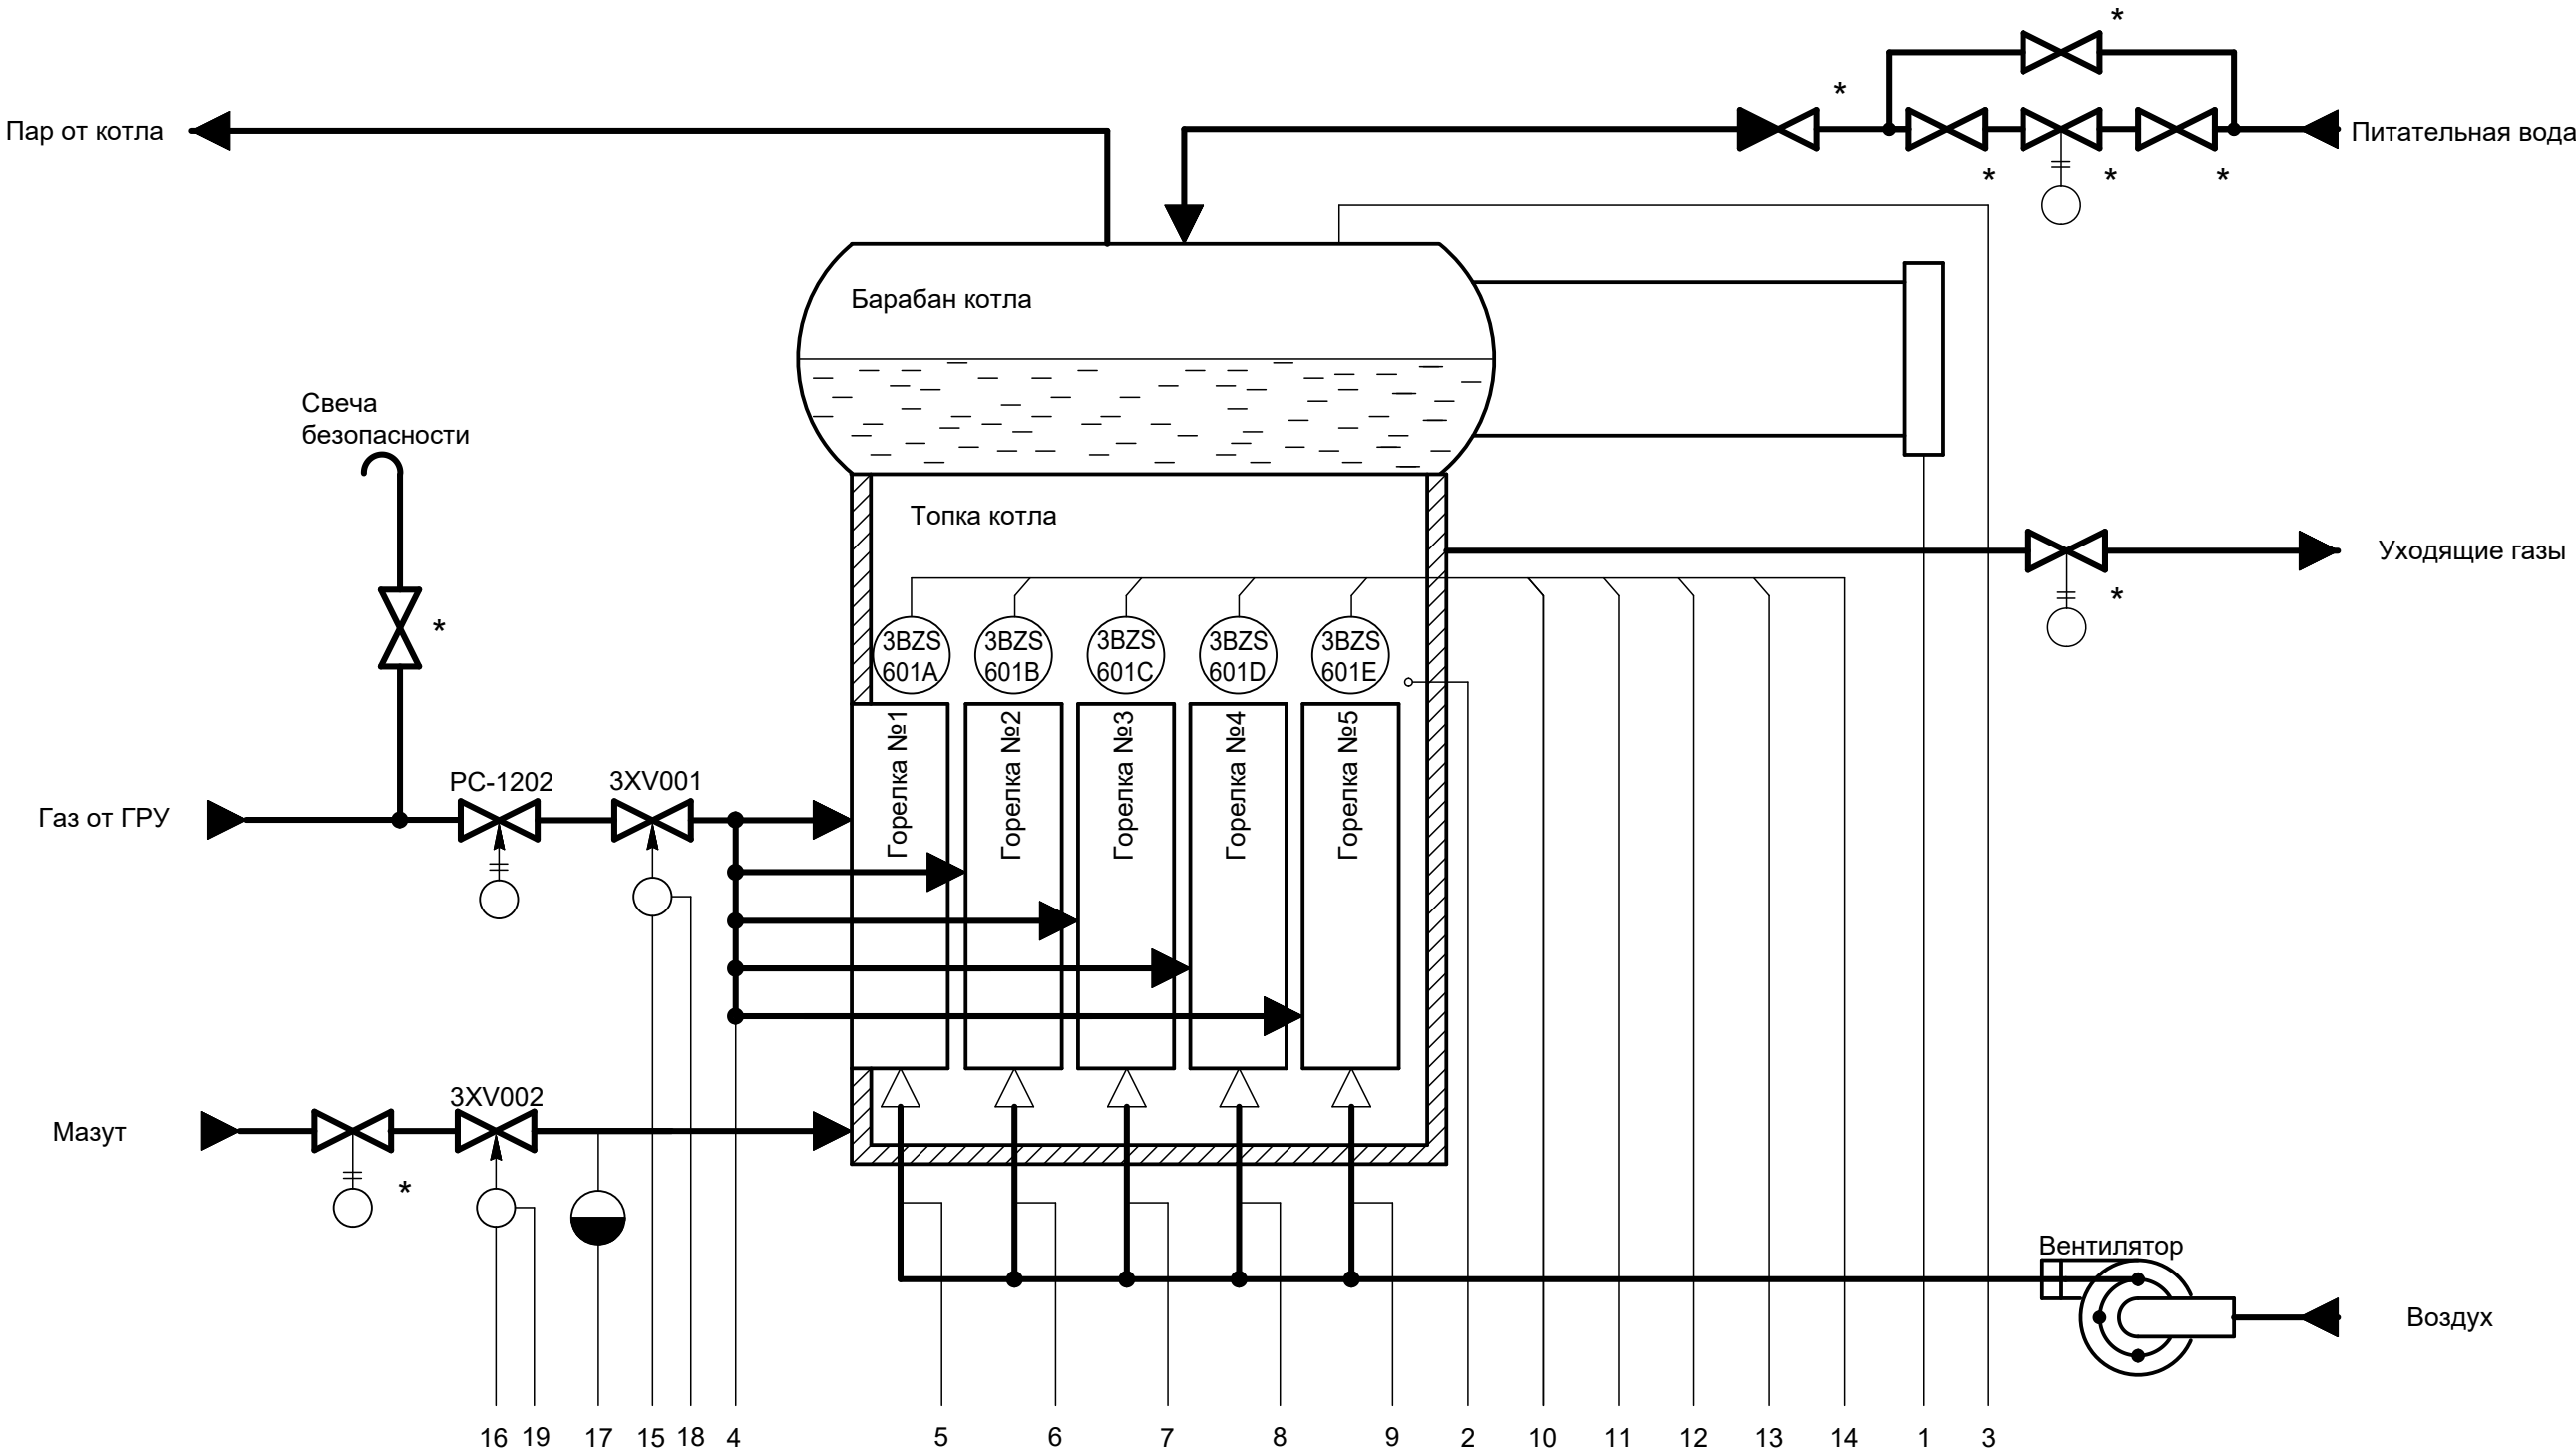 *
*
Пар от котла
Питательная вода
*
*
*
Барабан котла
Свеча
безопасности
Топка котла
Уходящие газы
*
*
3BZS
601A
3BZS
601B
3BZS
601C
3BZS
601D
3BZS
601E
Горелка №1
Горелка №2
Горелка №3
Горелка №4
Горелка №5
PC-1202
3XV001
Газ от ГРУ
3XV002
Мазут
*
Вентилятор
Воздух
16 19 17 15 18 4 5 6 7 8 9 2 10 11 12 13 14 1 3